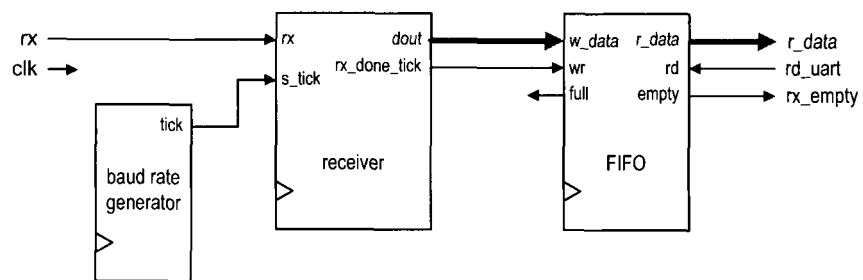 rx
clk
rx
s_tick
dout
rx_done_tick
receiver
w_data
wr
full
r_data
rd
empty
FIFO
r_data
rd_uart
rx_empty
tick
baud rate
generator